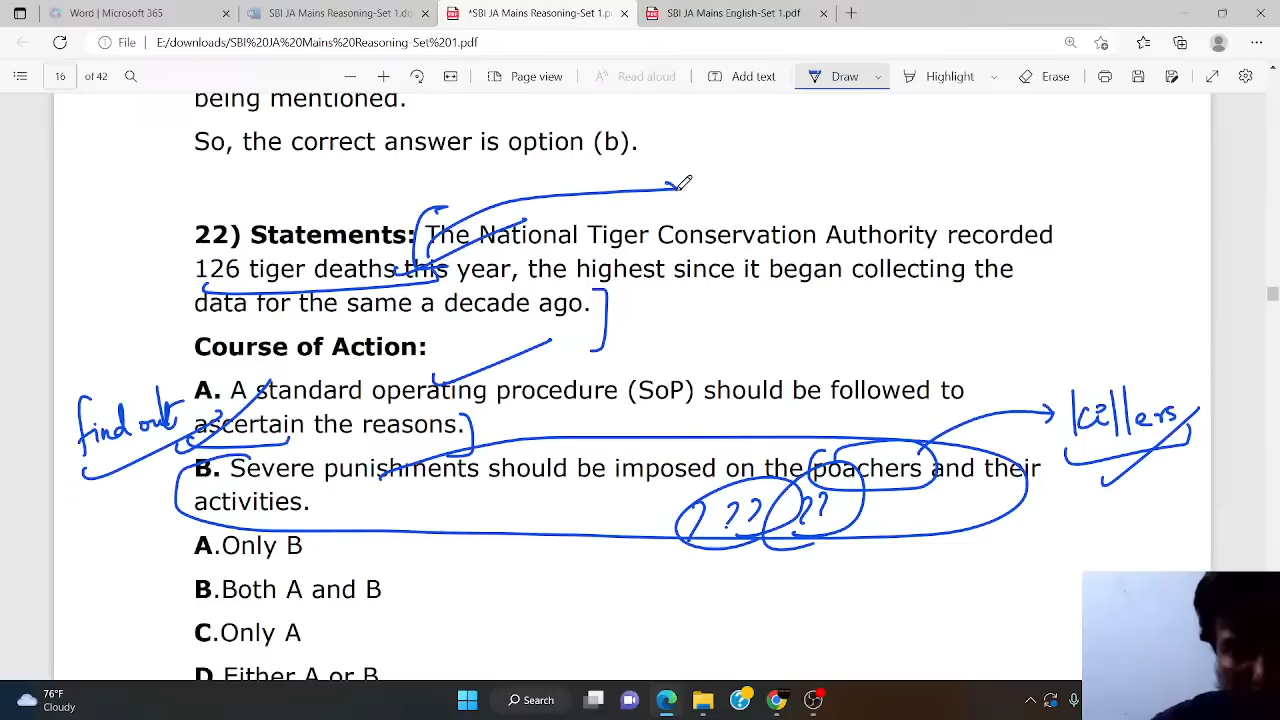 Word | Microsoft 365
SBI JA Mains Reasoning-Set 1.do
*SBI JA Mains Reasoning-Set 1.p
SBI JA Mains English-Set 1.pdf
File
E:/downloads/SBI%20JA%20Mains%20Reasoning-Set%201.pdf
16
of 42
Page view
Read aloud
Add text
Draw
Highlight
Erase
being mentioned.
So, the correct answer is option (b).
22) Statements: The National Tiger Conservation Authority recorded
126 tiger deaths this year, the highest since it began collecting the
data for the same a decade ago.
Course of Action:
A. A standard operating procedure (SoP) should be followed to
ascertain the reasons.
find out
killers
B. Severe punishments should be imposed on the poachers and their
activities.
? ?? ??
A.Only B
B.Both A and B
C.Only A
D.Either A or B
76°F
Cloudy
Search